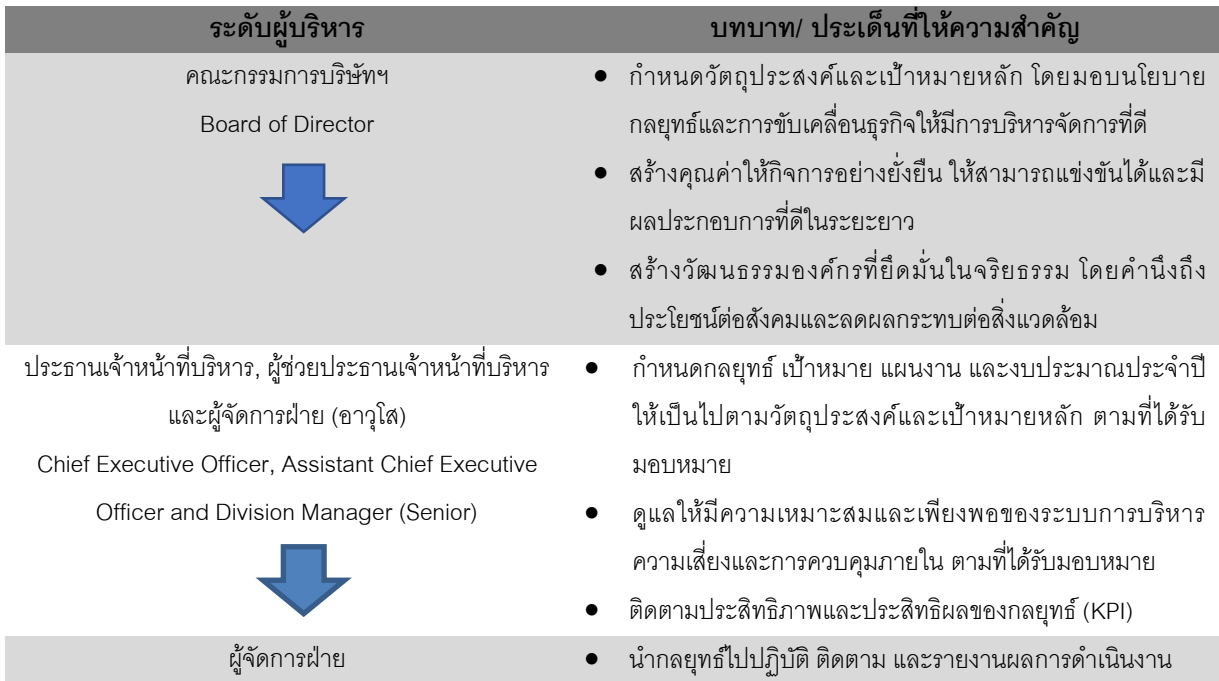 ระดับผู้บริหาร
บทบาท/ ประเด็นที่ให้ความสำคัญ
คณะกรรมการบริษัทฯ
Board of Director
● กำหนดวัตถุประสงค์และเป้าหมายหลัก โดยมอบนโยบาย
กลยุทธ์และการขับเคลื่อนธุรกิจให้มีการบริหารจัดการที่ดี
● สร้างคุณค่าให้กิจการอย่างยั่งยืน ให้สามารถแข่งขันได้และมี
ผลประกอบการที่ดีในระยะยาว
● สร้างวัฒนธรรมองค์กรที่ยึดมั่นในจริยธรรม โดยคำนึงถึง
ประโยชน์ต่อสังคมและลดผลกระทบต่อสิ่งแวดล้อม
ประธานเจ้าหน้าที่บริหาร, ผู้ช่วยประธานเจ้าหน้าที่บริหาร
และผู้จัดการฝ่าย (อาวุโส)
Chief Executive Officer, Assistant Chief Executive
Officer and Division Manager (Senior)
● กำหนดกลยุทธ์ เป้าหมาย แผนงาน และงบประมาณประจำปี
ให้เป็นไปตามวัตถุประสงค์และเป้าหมายหลัก ตามที่ได้รับ
มอบหมาย
● ดูแลให้มีความเหมาะสมและเพียงพอของระบบการบริหาร
ความเสี่ยงและการควบคุมภายใน ตามที่ได้รับมอบหมาย
● ติดตามประสิทธิภาพและประสิทธิผลของกลยุทธ์ (KPI)
ผู้จัดการฝ่าย
● นำกลยุทธ์ไปปฏิบัติ ติดตาม และรายงานผลการดำเนินงาน